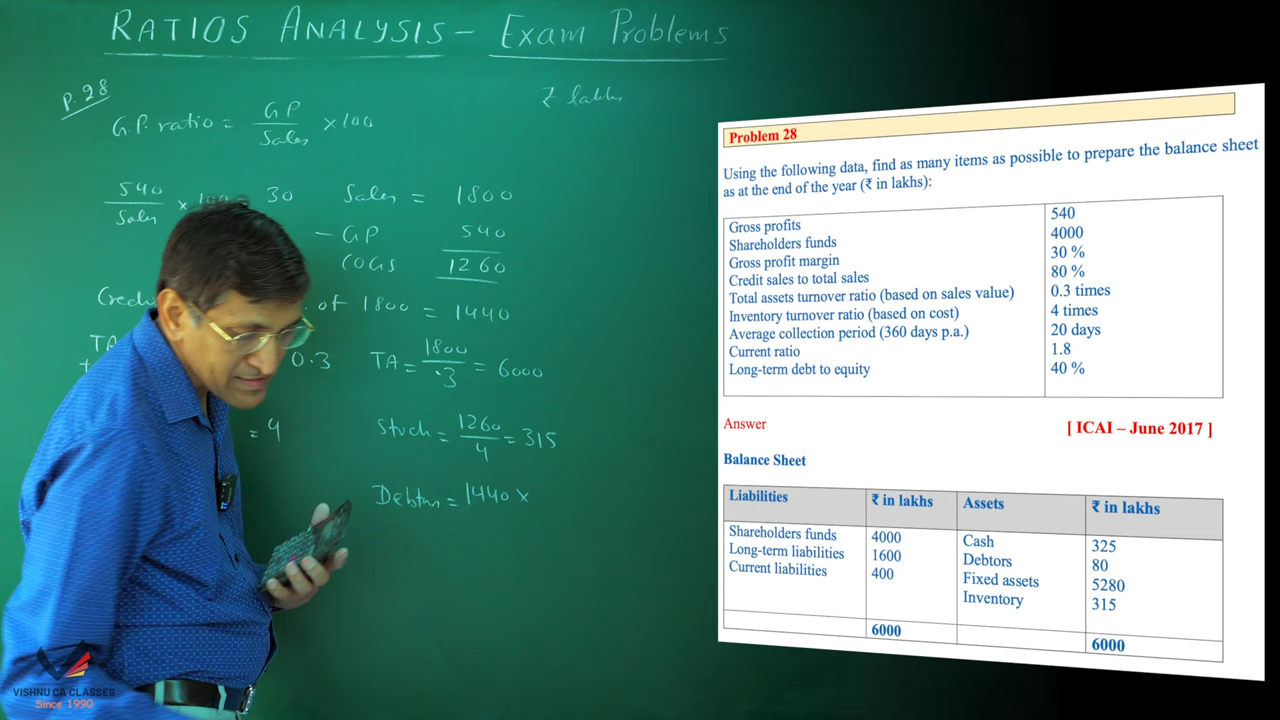 RATIOS ANALYSIS - Exam Problems
P.28
₹ lakhs
G.P. ratio = GP / Sales × 100
540 / Sales × 30
Sales = 1800
- GP 540
COGS 1260
of 1800 = 1440
TA
0.3
TA = 1800 / .3 = 6000
= 4
Stock = 1260 / 4 = 315
Debtors = 1440 ×
VISHNU CA CLASSES
Since 1990
Problem 28
Using the following data, find as many items as possible to prepare the balance sheet
as at the end of the year (₹ in lakhs):
Gross profits 540
Shareholders funds 4000
Gross profit margin 30 %
Credit sales to total sales 80 %
Total assets turnover ratio (based on sales value) 0.3 times
Inventory turnover ratio (based on cost) 4 times
Average collection period (360 days p.a.) 20 days
Current ratio 1.8
Long-term debt to equity 40 %
Answer [ ICAI – June 2017 ]
Balance Sheet
Liabilities ₹ in lakhs Assets ₹ in lakhs
Shareholders funds 4000 Cash 325
Long-term liabilities 1600 Debtors 80
Current liabilities 400 Fixed assets 5280
Inventory 315
6000 6000